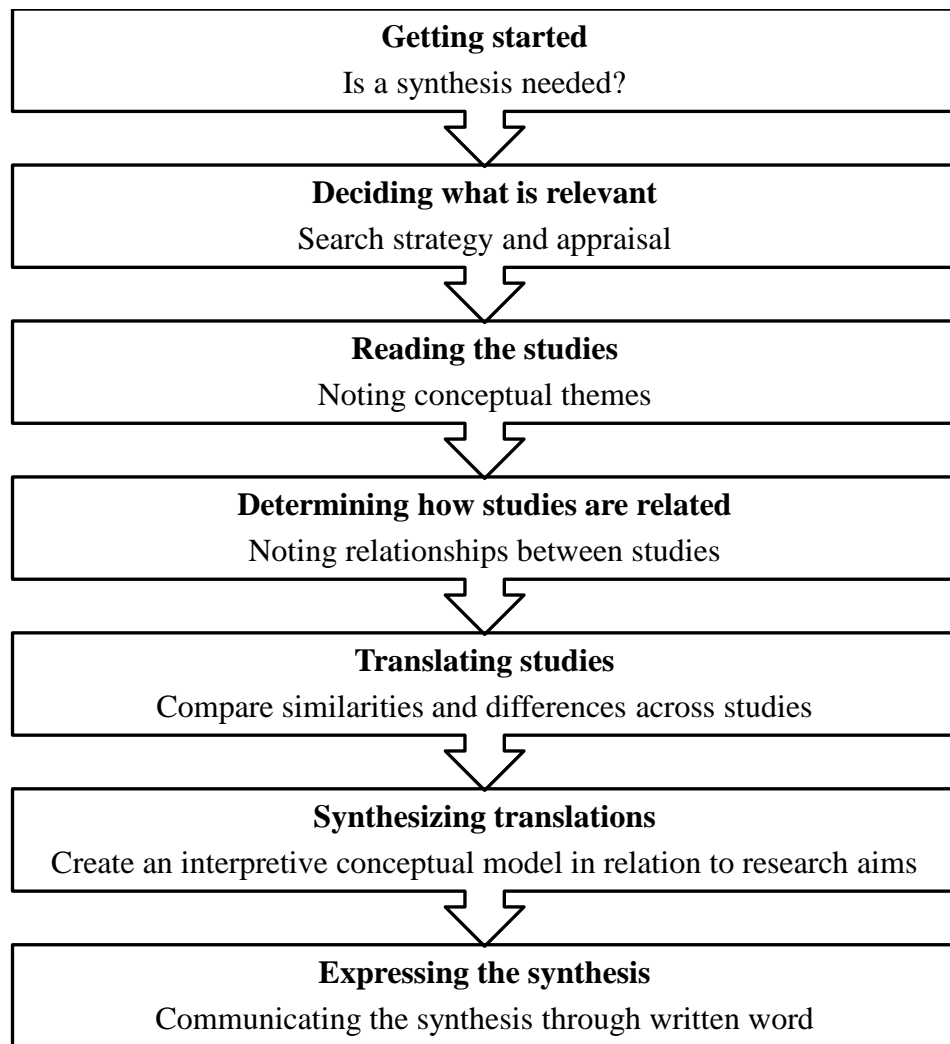 Getting started
Is a synthesis needed?
Deciding what is relevant
Search strategy and appraisal
Reading the studies
Noting conceptual themes
Determining how studies are related
Noting relationships between studies
Translating studies
Compare similarities and differences across studies
Synthesizing translations
Create an interpretive conceptual model in relation to research aims
Expressing the synthesis
Communicating the synthesis through written word